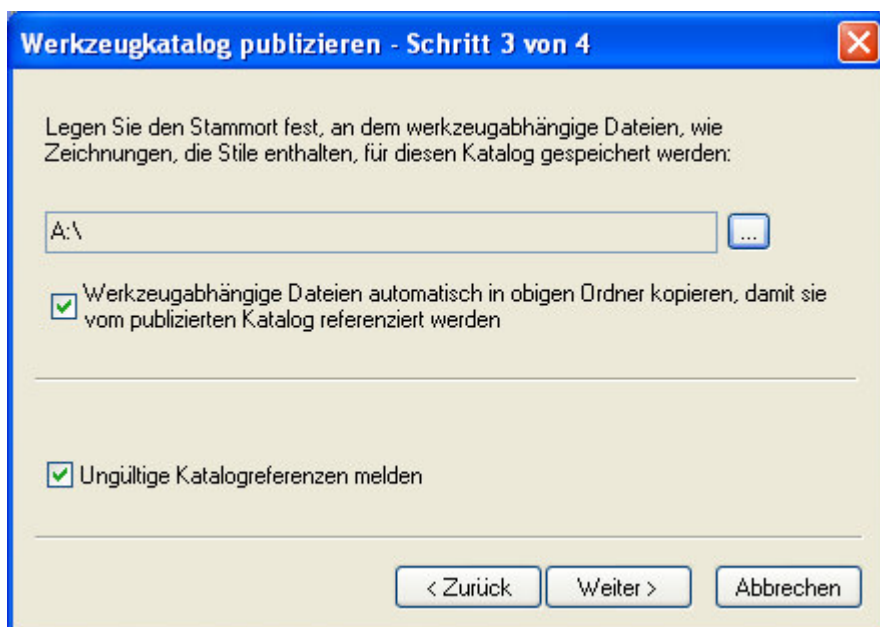 Werkzeugkatalog publizieren - Schritt 3 von 4
Legen Sie den Stammort fest, an dem werkzeugabhängige Dateien, wie
Zeichnungen, die Stile enthalten, für diesen Katalog gespeichert werden:
A:\
...
Werkzeugabhängige Dateien automatisch in obigen Ordner kopieren, damit sie
vom publizierten Katalog referenziert werden
Ungültige Katalogreferenzen melden
< Zurück
Weiter >
Abbrechen